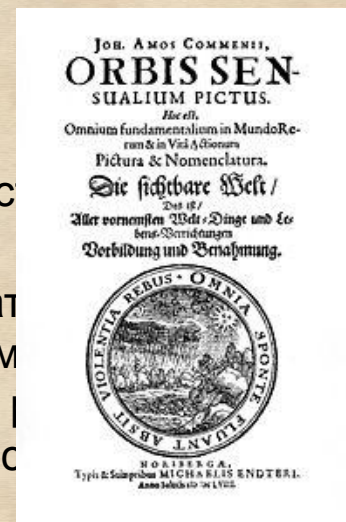 JOH. AMOS COMMENII,
ORBIS SEN-
SUALIUM PICTUS.
Hoc est,
Omnium fundamentalium in Mundo Re-
rum & in Vitâ Actionum
Pictura & Nomenclatura.
Die sichtbare Welt /
Das ist /
Aller vornemsten Welt-Dinge und Le-
bens-Verrichtungen
Vorbildung und Benahmung.
OMNIA SPONTE FLUANT ABSIT VIOLENTIA REBUS
NORIBERGÆ,
Typis & Sumptibus MICHAELIS ENDTERI.